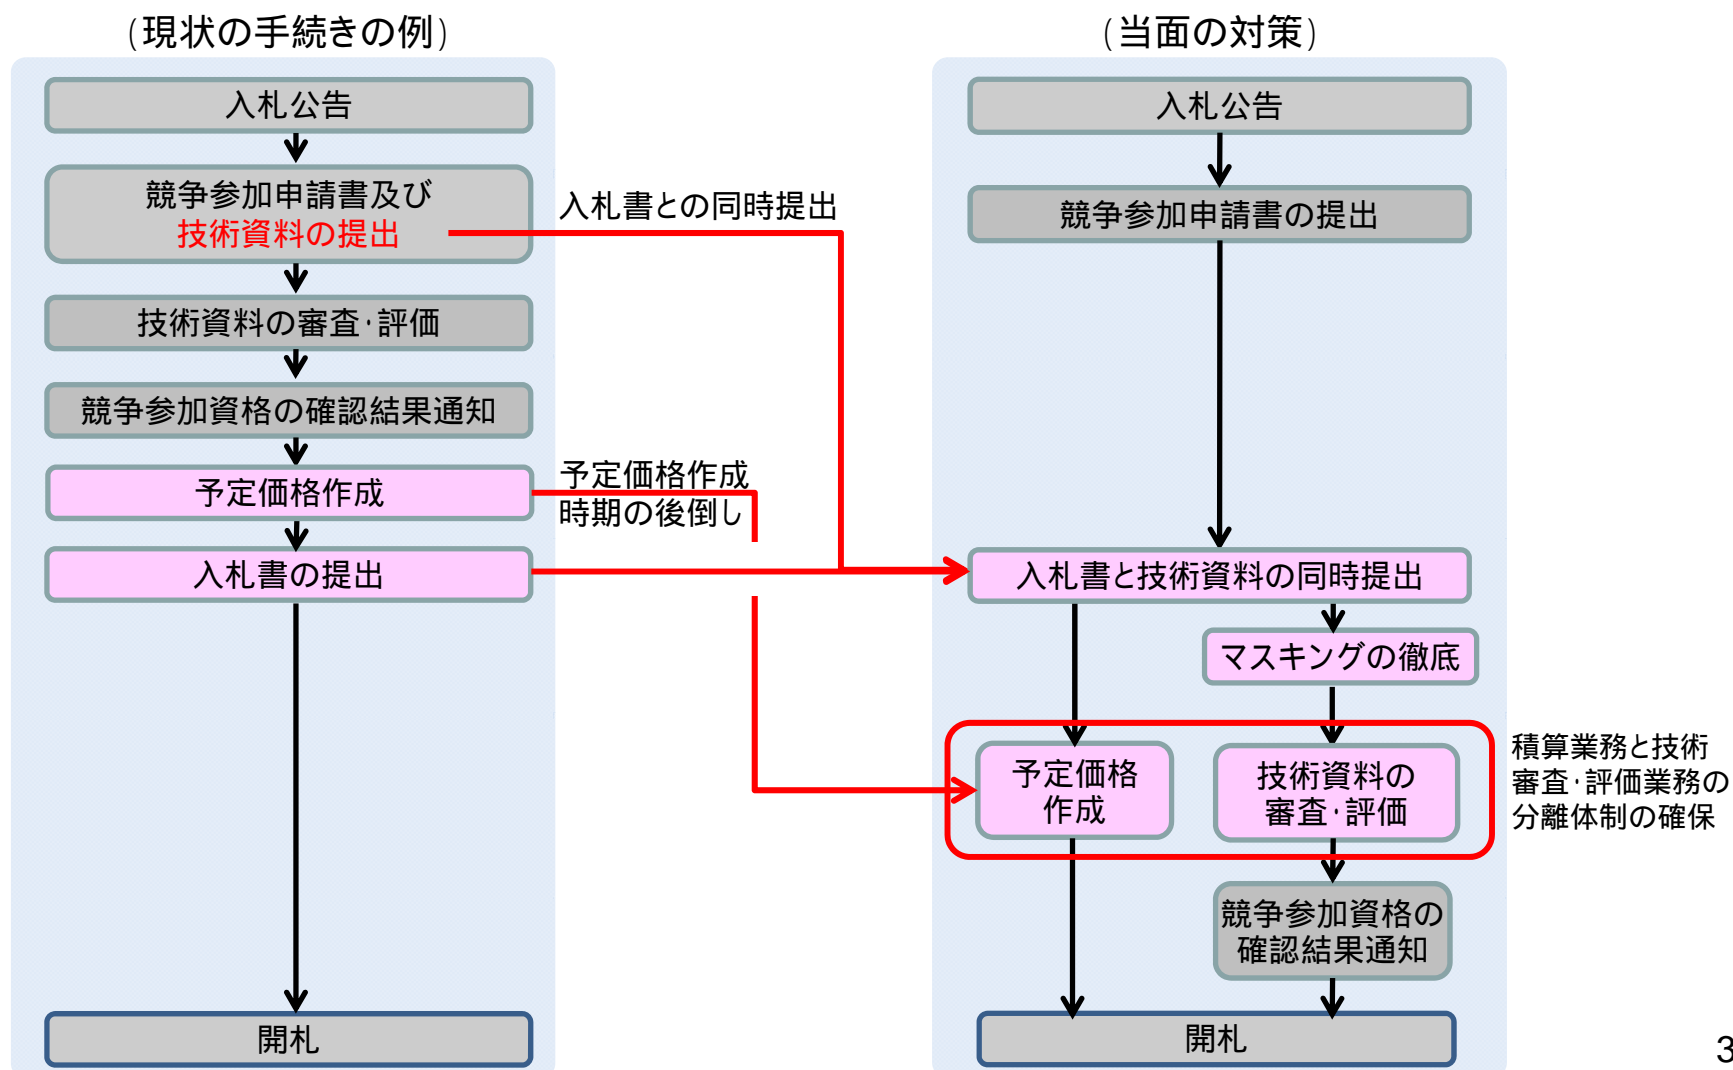 (現状の手続きの例)
入札公告
競争参加申請書及び
技術資料の提出
技術資料の審査・評価
競争参加資格の確認結果通知
予定価格作成
入札書の提出
開札
入札書との同時提出
予定価格作成
時期の後倒し
(当面の対策)
入札公告
競争参加申請書の提出
入札書と技術資料の同時提出
マスキングの徹底
予定価格
作成
技術資料の
審査・評価
積算業務と技術
審査・評価業務の
分離体制の確保
競争参加資格の
確認結果通知
開札
3